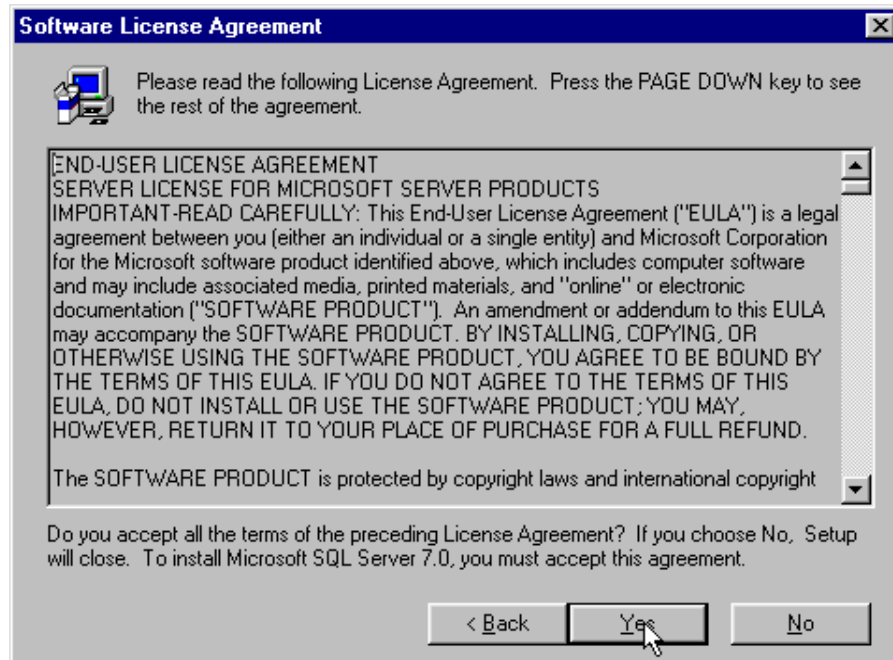 Software License Agreement
Please read the following License Agreement. Press the PAGE DOWN key to see
the rest of the agreement.
END-USER LICENSE AGREEMENT
SERVER LICENSE FOR MICROSOFT SERVER PRODUCTS
IMPORTANT-READ CAREFULLY: This End-User License Agreement ("EULA") is a legal
agreement between you (either an individual or a single entity) and Microsoft Corporation
for the Microsoft software product identified above, which includes computer software
and may include associated media, printed materials, and "online" or electronic
documentation ("SOFTWARE PRODUCT"). An amendment or addendum to this EULA
may accompany the SOFTWARE PRODUCT. BY INSTALLING, COPYING, OR
OTHERWISE USING THE SOFTWARE PRODUCT, YOU AGREE TO BE BOUND BY
THE TERMS OF THIS EULA. IF YOU DO NOT AGREE TO THE TERMS OF THIS
EULA, DO NOT INSTALL OR USE THE SOFTWARE PRODUCT; YOU MAY,
HOWEVER, RETURN IT TO YOUR PLACE OF PURCHASE FOR A FULL REFUND.
The SOFTWARE PRODUCT is protected by copyright laws and international copyright
Do you accept all the terms of the preceding License Agreement? If you choose No, Setup
will close. To install Microsoft SQL Server 7.0, you must accept this agreement.
< Back
Yes
No